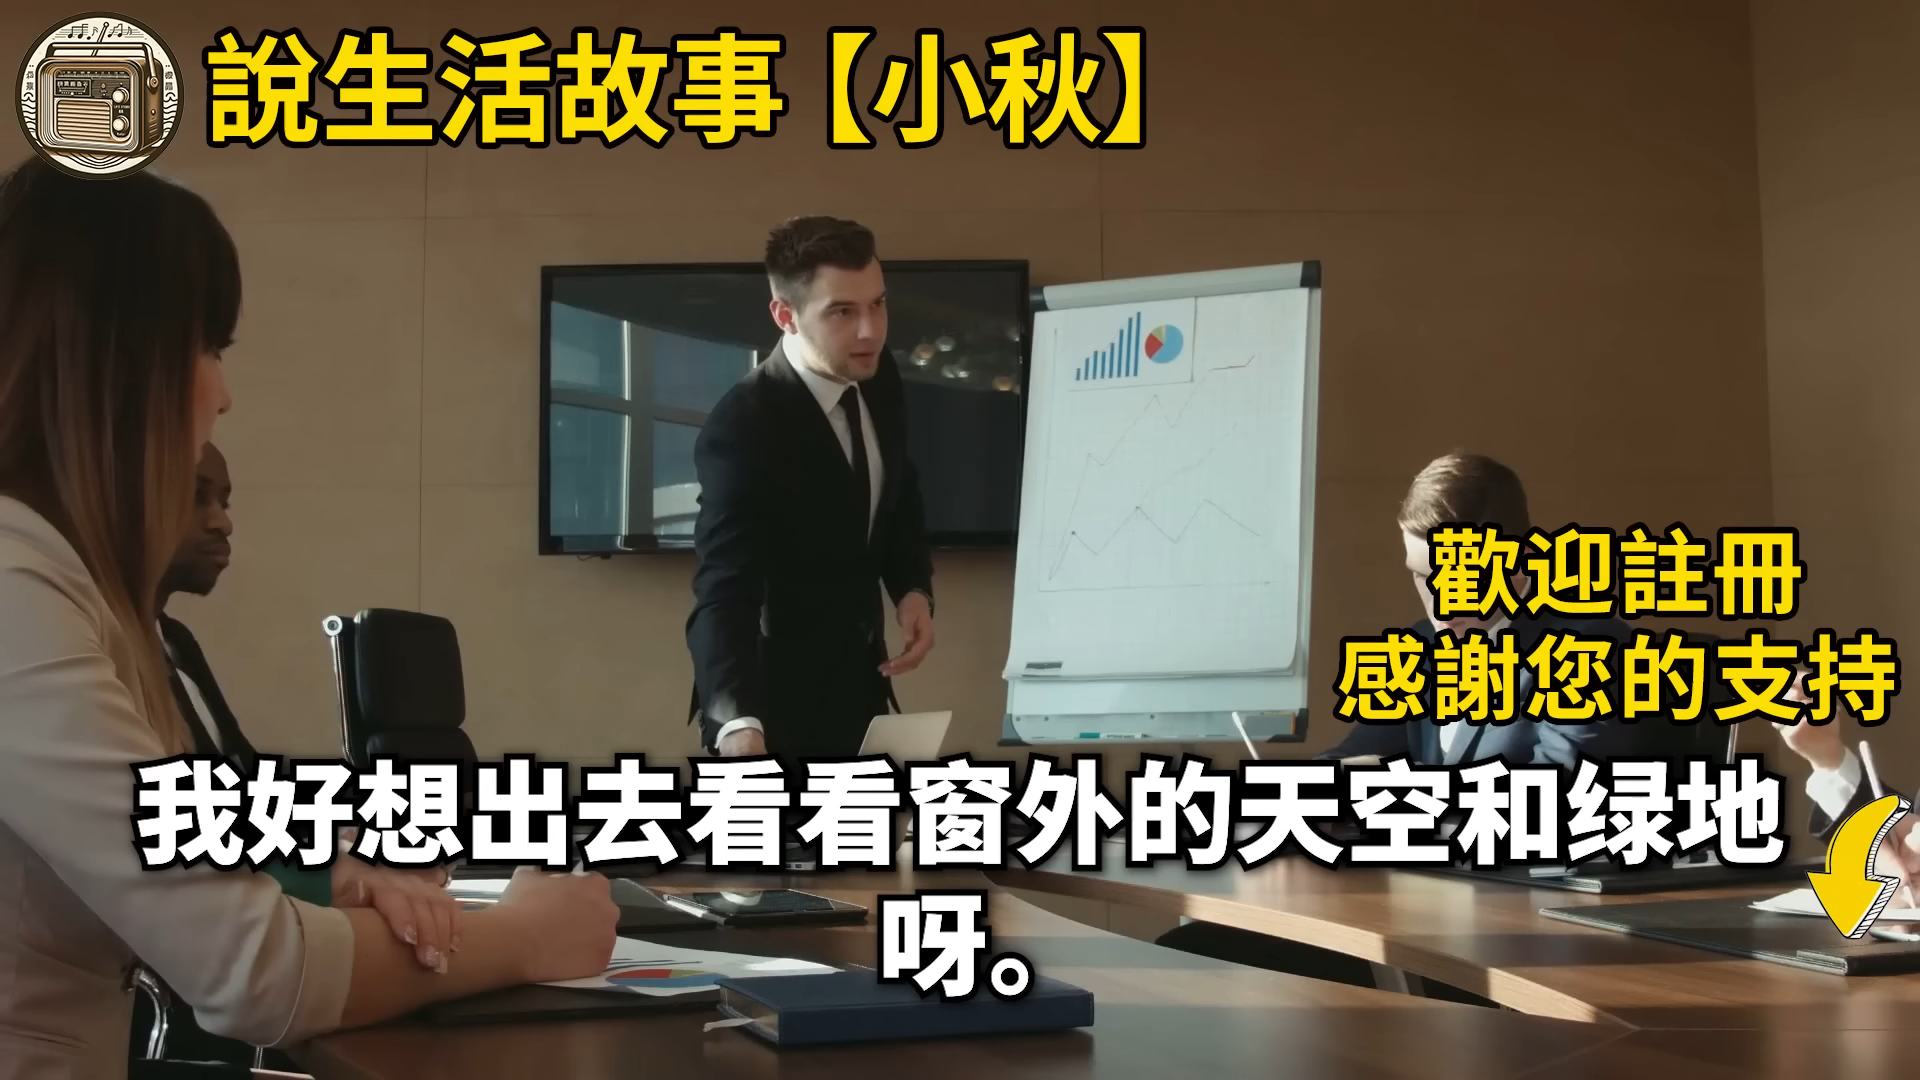 說生活故事【小秋】
歡迎註冊
感謝您的支持
我好想出去看看窗外的天空和绿地
呀。